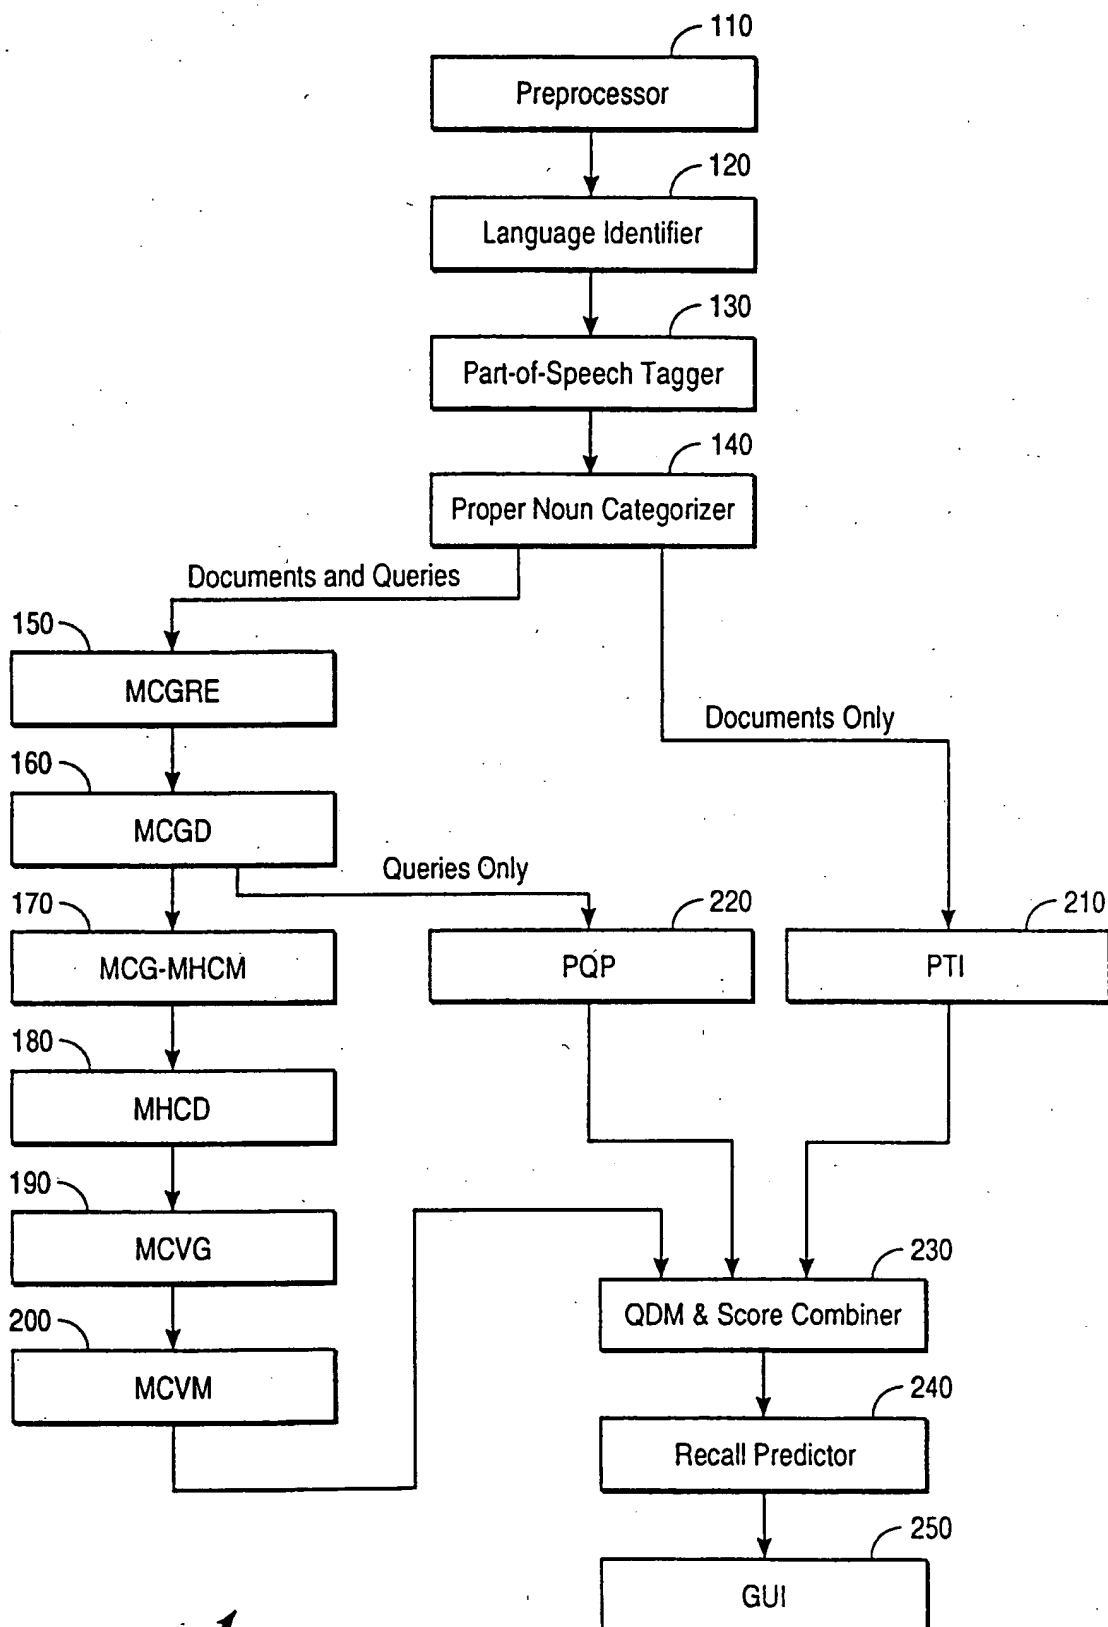 110
Preprocessor
120
Language Identifier
130
Part-of-Speech Tagger
140
Proper Noun Categorizer
Documents and Queries
150
MCGRE
Documents Only
160
MCGD
Queries Only
170
220
210
MCG-MHCM
PQP
PTI
180
MHCD
190
MCVG
230
QDM & Score Combiner
200
MCVM
240
Recall Predictor
250
GUI